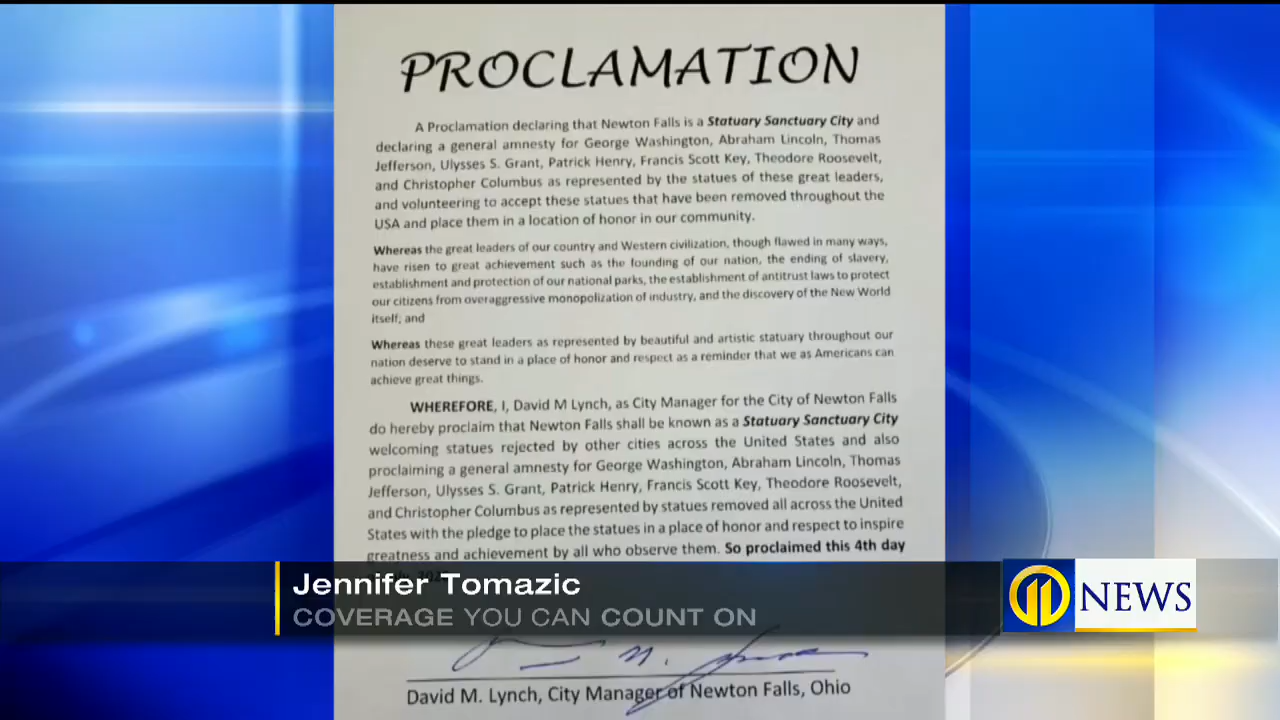 PROCLAMATION
A Proclamation declaring that Newton Falls is a Statuary Sanctuary City and
declaring a general amnesty for George Washington, Abraham Lincoln, Thomas
Jefferson, Ulysses S. Grant, Patrick Henry, Francis Scott Key, Theodore Roosevelt,
and Christopher Columbus as represented by the statues of these great leaders,
and volunteering to accept these statues that have been removed throughout the
USA and place them in a location of honor in our community.
Whereas the great leaders of our country and Western civilization, though flawed in many ways,
have risen to great achievement such as the founding of our nation, the ending of slavery,
establishment and protection of our national parks, the establishment of antitrust laws to protect
our citizens from overaggressive monopolization of industry, and the discovery of the New World
itself; and
Whereas these great leaders as represented by beautiful and artistic statuary throughout our
nation deserve to stand in a place of honor and respect as a reminder that we as Americans can
achieve great things.
WHEREFORE, I, David M Lynch, as City Manager for the City of Newton Falls
do hereby proclaim that Newton Falls shall be known as a Statuary Sanctuary City
welcoming statues rejected by other cities across the United States and also
proclaiming a general amnesty for George Washington, Abraham Lincoln, Thomas
Jefferson, Ulysses S. Grant, Patrick Henry, Francis Scott Key, Theodore Roosevelt,
and Christopher Columbus as represented by statues removed all across the United
States with the pledge to place the statues in a place of honor and respect to inspire
greatness and achievement by all who observe them. So proclaimed this 4th day
Jennifer Tomazic
COVERAGE YOU CAN COUNT ON
11 NEWS
David M. Lynch, City Manager of Newton Falls, Ohio